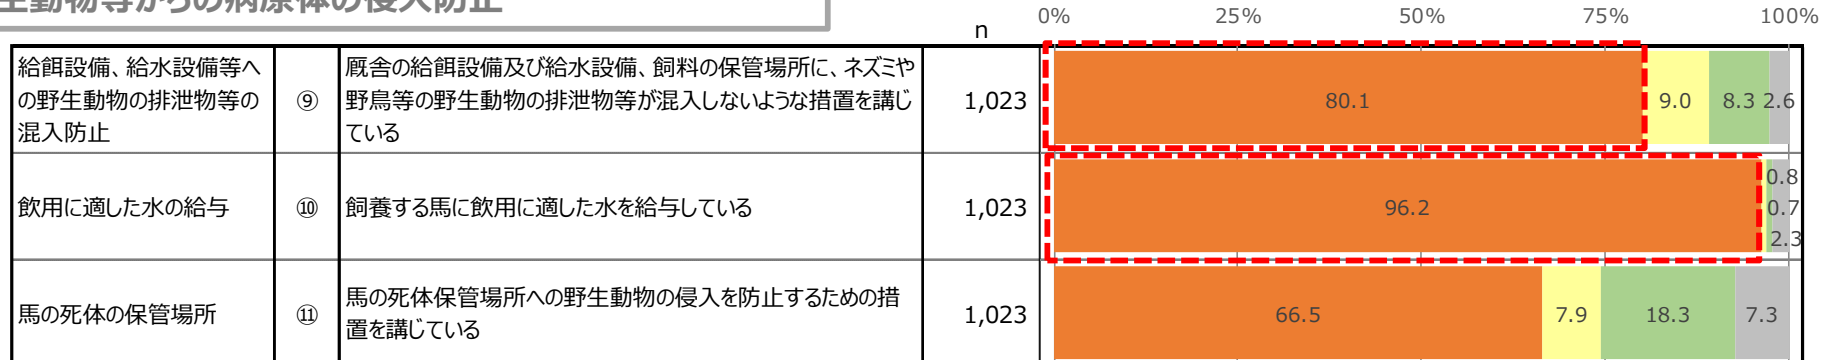 生動物等からの病原体の侵入防止
n
0% 25% 50% 75% 100%
給餌設備、給水設備等へ
の野生動物の排泄物等の
混入防止
⑨
厩舎の給餌設備及び給水設備、飼料の保管場所に、ネズミや
野鳥等の野生動物の排泄物等が混入しないような措置を講じ
ている
1,023
80.1 9.0 8.3 2.6
飲用に適した水の給与
⑩
飼養する馬に飲用に適した水を給与している
1,023
96.2
0.8
0.7
2.3
馬の死体の保管場所
⑪
馬の死体保管場所への野生動物の侵入を防止するための措
置を講じている
1,023
66.5 7.9 18.3 7.3